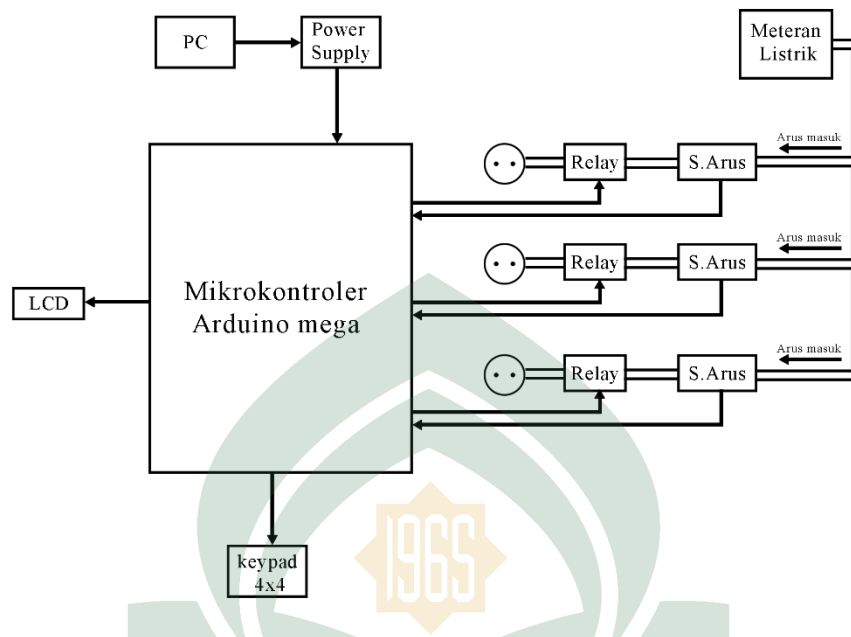 PC
Power
Supply
Meteran
Listrik
Arus masuk
Relay
S.Arus
Arus masuk
Relay
S.Arus
Mikrokontroler
Arduino mega
LCD
Arus masuk
Relay
S.Arus
keypad
4x4
1965